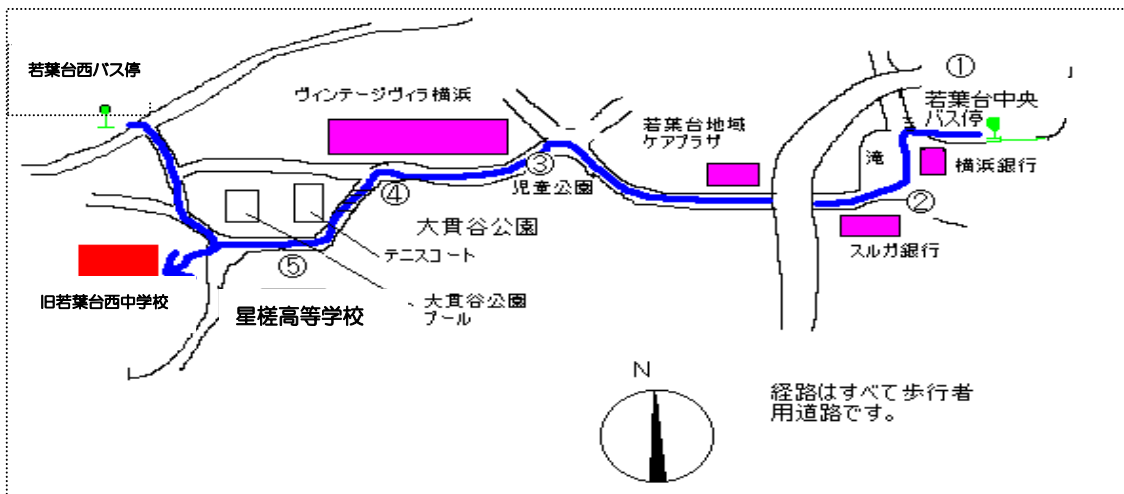 若葉台西バス停
ヴィンテージヴィラ横浜
①
若葉台中央
バス停
若葉台地域
ケアプラザ
滝
横浜銀行
③
児童公園
④
②
大貫谷公園
スルガ銀行
テニスコート
⑤
旧若葉台西中学校
星槎高等学校
大貫谷公園
プール
N
経路はすべて歩行者
用道路です。